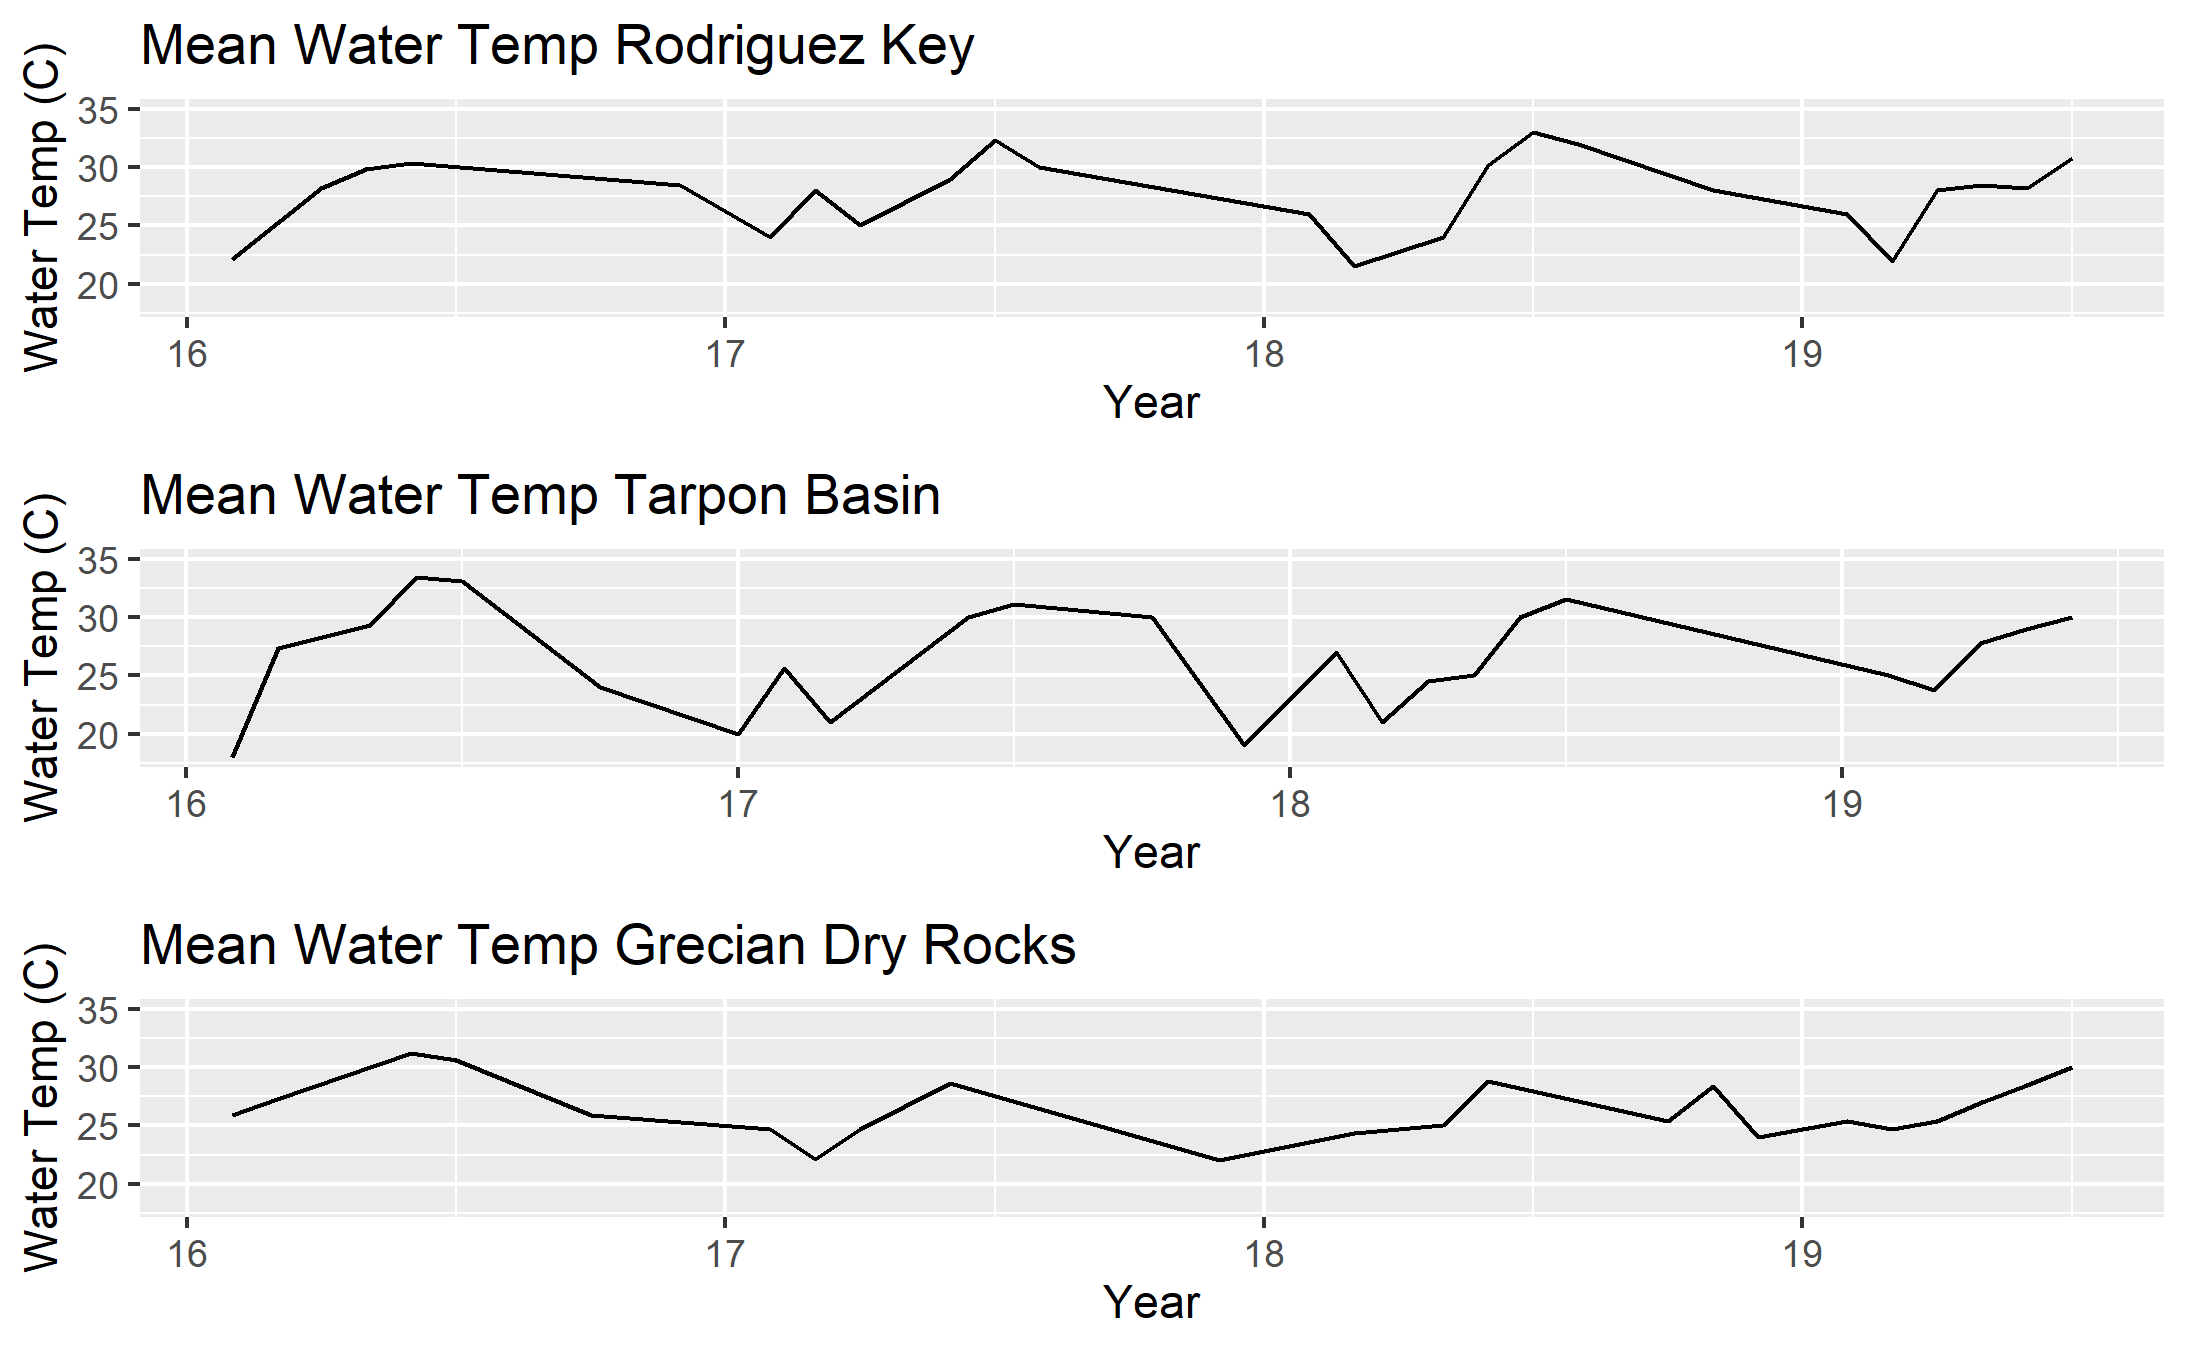 Mean Water Temp Rodriguez Key
Water Temp (C)
35
30
25
20
16 17 18 19
Year
Mean Water Temp Tarpon Basin
Water Temp (C)
35
30
25
20
16 17 18 19
Year
Mean Water Temp Grecian Dry Rocks
Water Temp (C)
35
30
25
20
16 17 18 19
Year